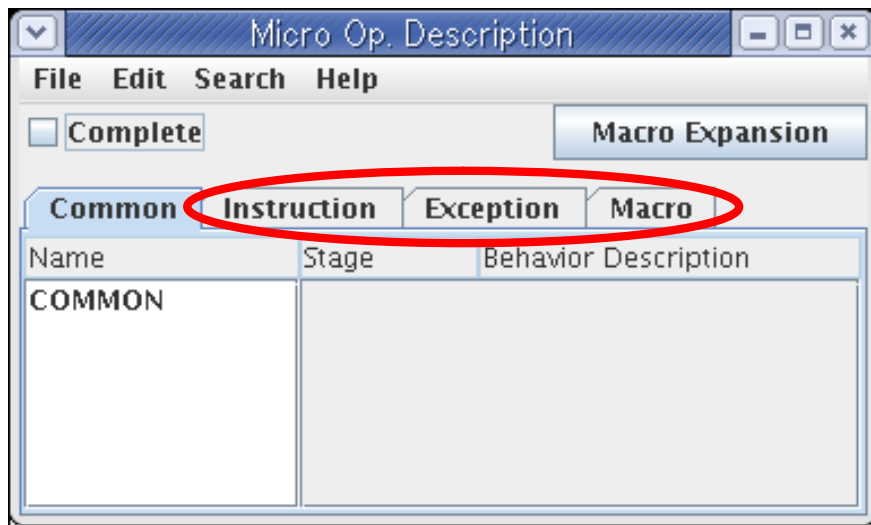 Micro Op. Description
File Edit Search Help
Complete Macro Expansion
Common Instruction Exception Macro
Name Stage Behavior Description
COMMON